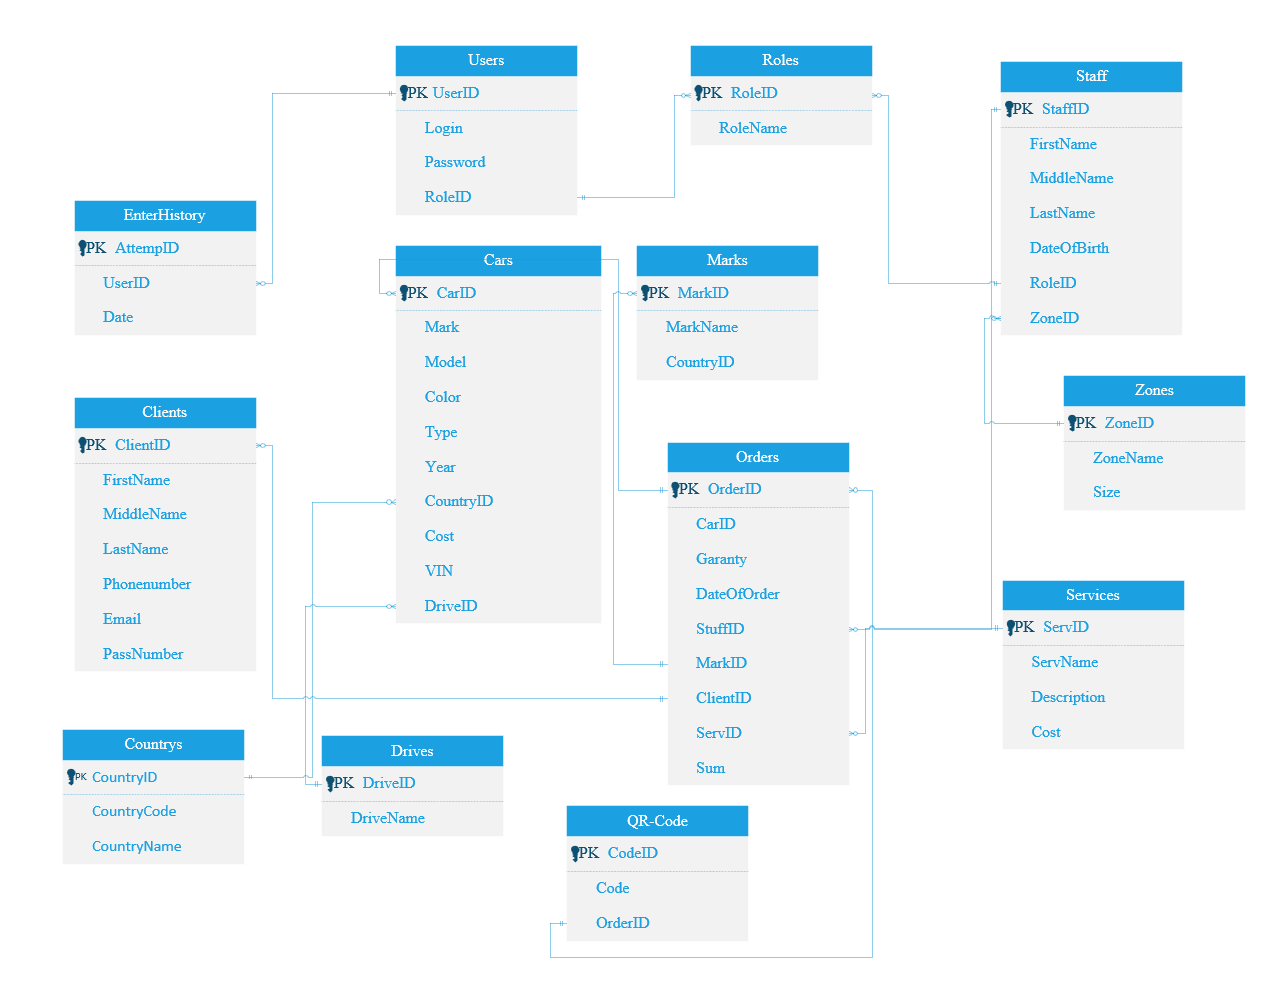 Users
PK UserID
Login
Password
RoleID
Roles
PK RoleID
RoleName
Staff
PK StaffID
FirstName
MiddleName
LastName
DateOfBirth
RoleID
ZoneID
EnterHistory
PK AttempID
UserID
Date
Cars
PK CarID
Mark
Model
Color
Type
Year
CountryID
Cost
VIN
DriveID
Marks
PK MarkID
MarkName
CountryID
Zones
PK ZoneID
ZoneName
Size
Clients
PK ClientID
FirstName
MiddleName
LastName
Phonenumber
Email
PassNumber
Orders
PK OrderID
CarID
Garanty
DateOfOrder
StuffID
MarkID
ClientID
ServID
Sum
Services
PK ServID
ServName
Description
Cost
Countrys
PK CountryID
CountryCode
CountryName
Drives
PK DriveID
DriveName
QR-Code
PK CodeID
Code
OrderID